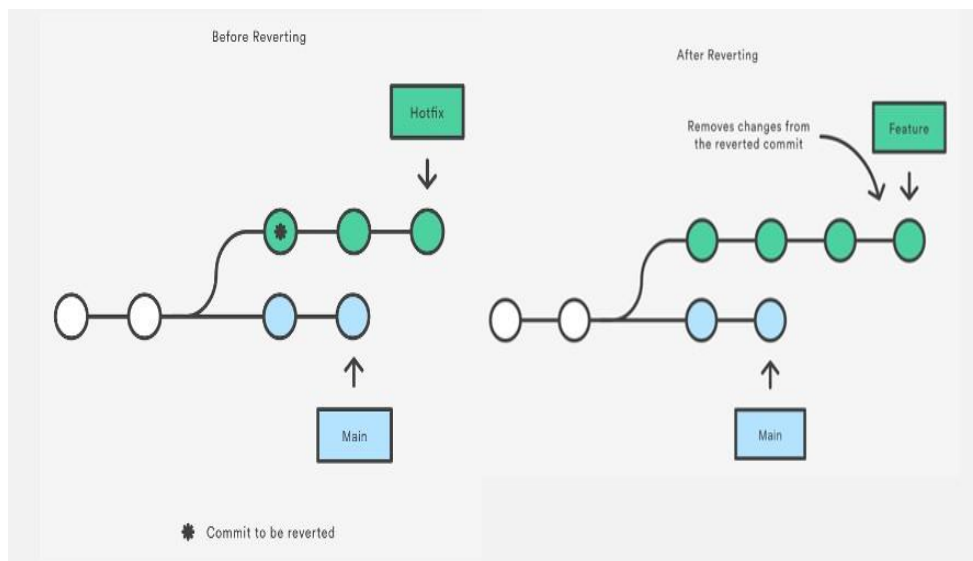 Before Reverting
Hotfix
Main
✸ Commit to be reverted
After Reverting
Removes changes from
the reverted commit
Feature
Main